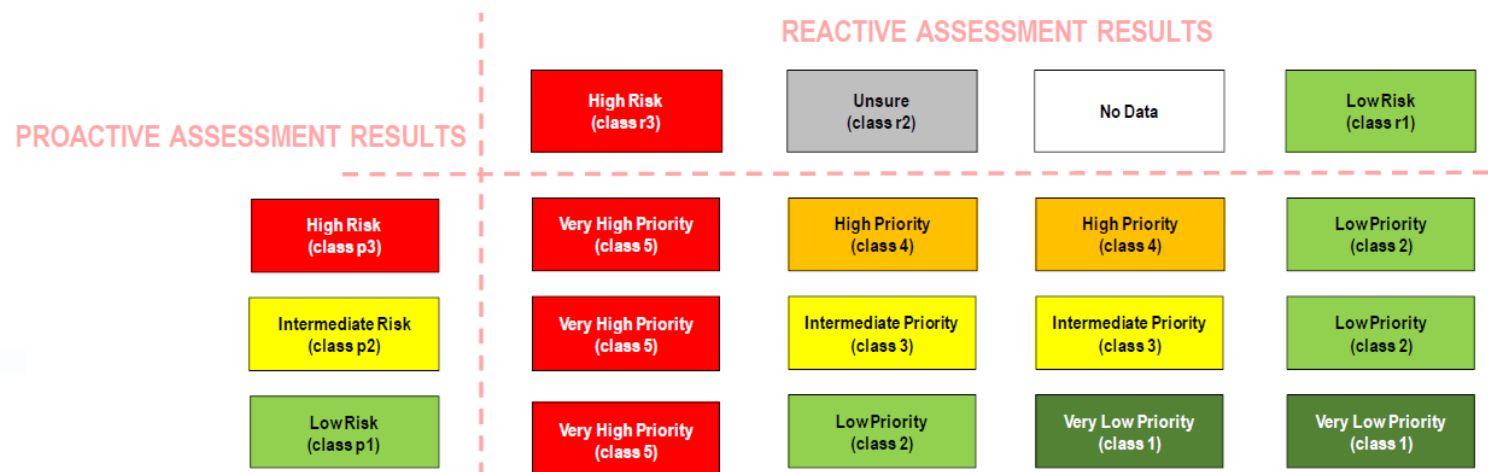 REACTIVE ASSESSMENT RESULTS
High Risk
(class r3)
Unsure
(class r2)
No Data
Low Risk
(class r1)
PROACTIVE ASSESSMENT RESULTS
High Risk
(class p3)
Very High Priority
(class 5)
High Priority
(class 4)
High Priority
(class 4)
Low Priority
(class 2)
Intermediate Risk
(class p2)
Very High Priority
(class 5)
Intermediate Priority
(class 3)
Intermediate Priority
(class 3)
Low Priority
(class 2)
Low Risk
(class p1)
Very High Priority
(class 5)
Low Priority
(class 2)
Very Low Priority
(class 1)
Very Low Priority
(class 1)